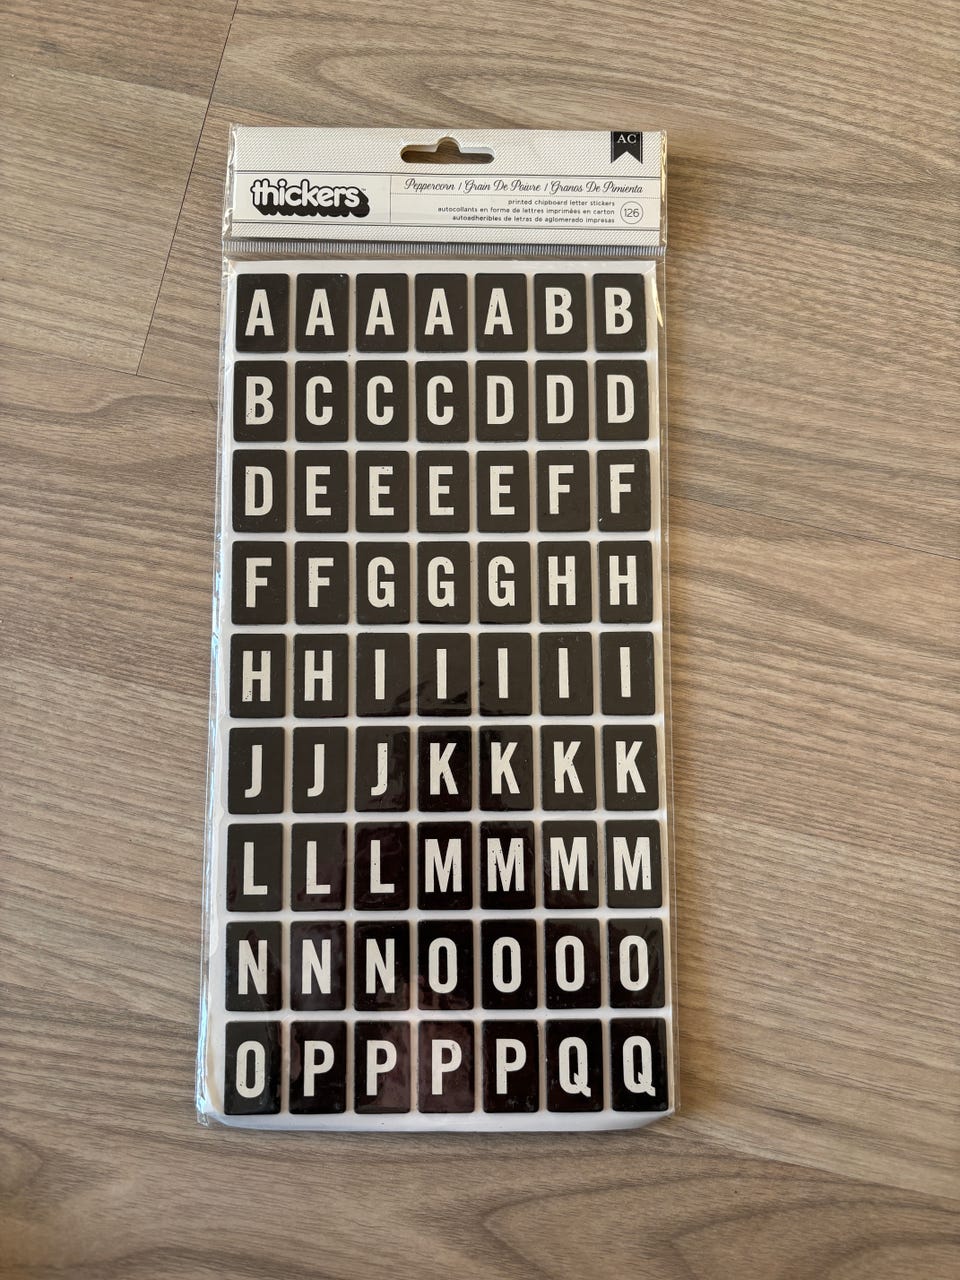 AC
thickers™
Peppercorn / Grain De Poivre / Granos De Pimienta
printed chipboard letter stickers
autocollants en forme de lettres imprimées en carton
autoadheribles de letras de aglomerado impresas
126
A A A A A B B
B C C C D D D
D E E E E F F
F F G G G H H
H H I I I I I
J J J K K K K
L L L M M M M
N N N O O O O
O P P P P Q Q